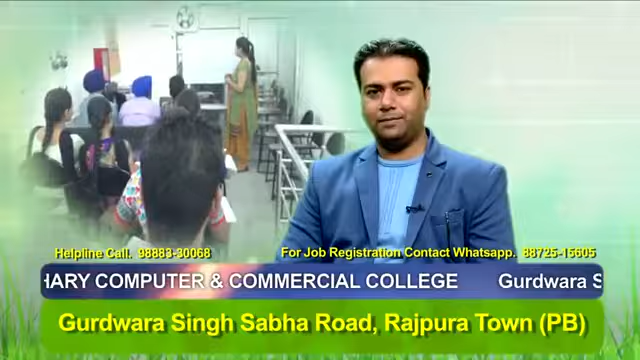 Helpline Call. 98883-30068
For Job Registration Contact Whatsapp. 88725-15605
HARY COMPUTER & COMMERCIAL COLLEGE Gurdwara S
Gurdwara Singh Sabha Road, Rajpura Town (PB)